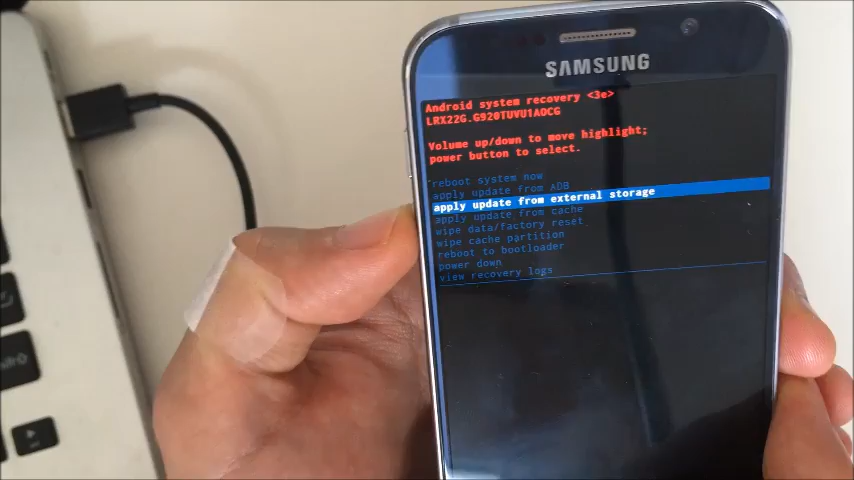 SAMSUNG
Android system recovery <3e>
LRX22G.G920TUVU1AOCG
Volume up/down to move highlight;
power button to select.
reboot system now
apply update from ADB
apply update from external storage
apply update from cache
wipe data/factory reset
wipe cache partition
reboot to bootloader
power down
view recovery logs